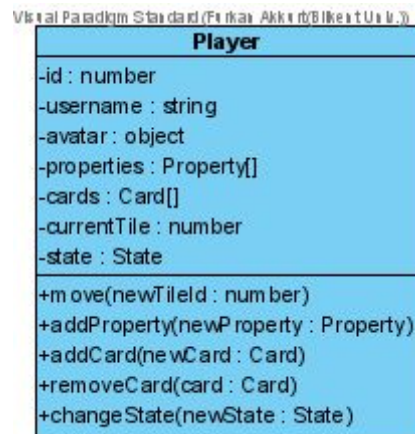 Visual Paradigm Standard (Furkan Akkurt(Bilkent Univ.))
Player
-id : number
-username : string
-avatar : object
-properties : Property[]
-cards : Card[]
-currentTile : number
-state : State
+move(newTileId : number)
+addProperty(newProperty : Property)
+addCard(newCard : Card)
+removeCard(card : Card)
+changeState(newState : State)